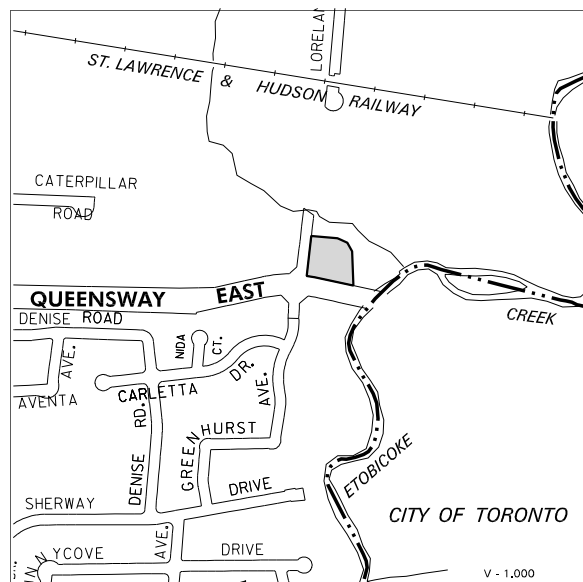 LORELAN
ST. LAWRENCE & HUDSON RAILWAY
CATERPILLAR
ROAD
QUEENSWAY EAST
DENISE ROAD
CREEK
NIDA CT.
AVE.
DR.
CARLETTA
AVE.
AVENTA
DENISE RD.
GREENHURST
ETOBICOKE
DRIVE
SHERWAY
CITY OF TORONTO
AVE.
YCOVE
DRIVE
V - 1.000